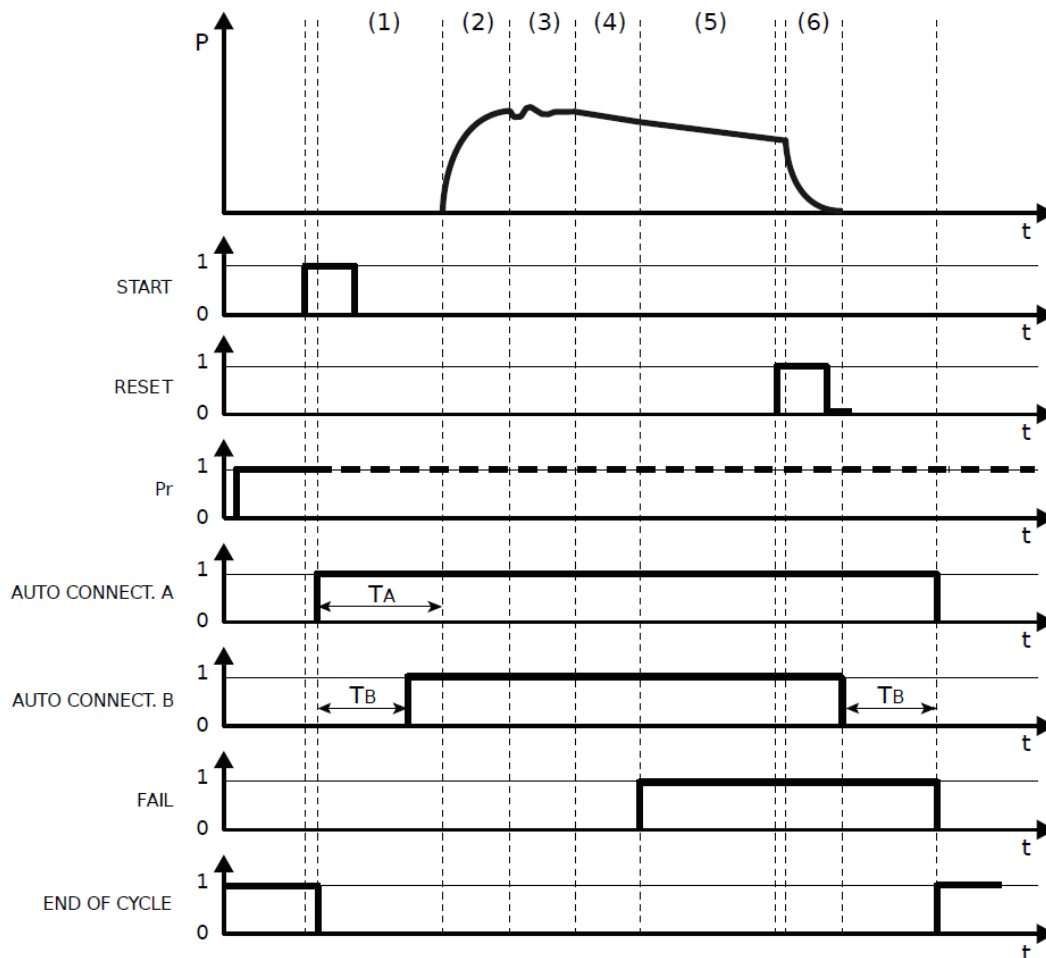 (1) (2) (3) (4) (5) (6)
P
t
1
START
0
t
1
RESET
0
t
1
Pr
0
t
1
AUTO CONNECT. A
TA
0
t
1
AUTO CONNECT. B
TB TB
0
t
1
FAIL
0
t
1
END OF CYCLE
0
t